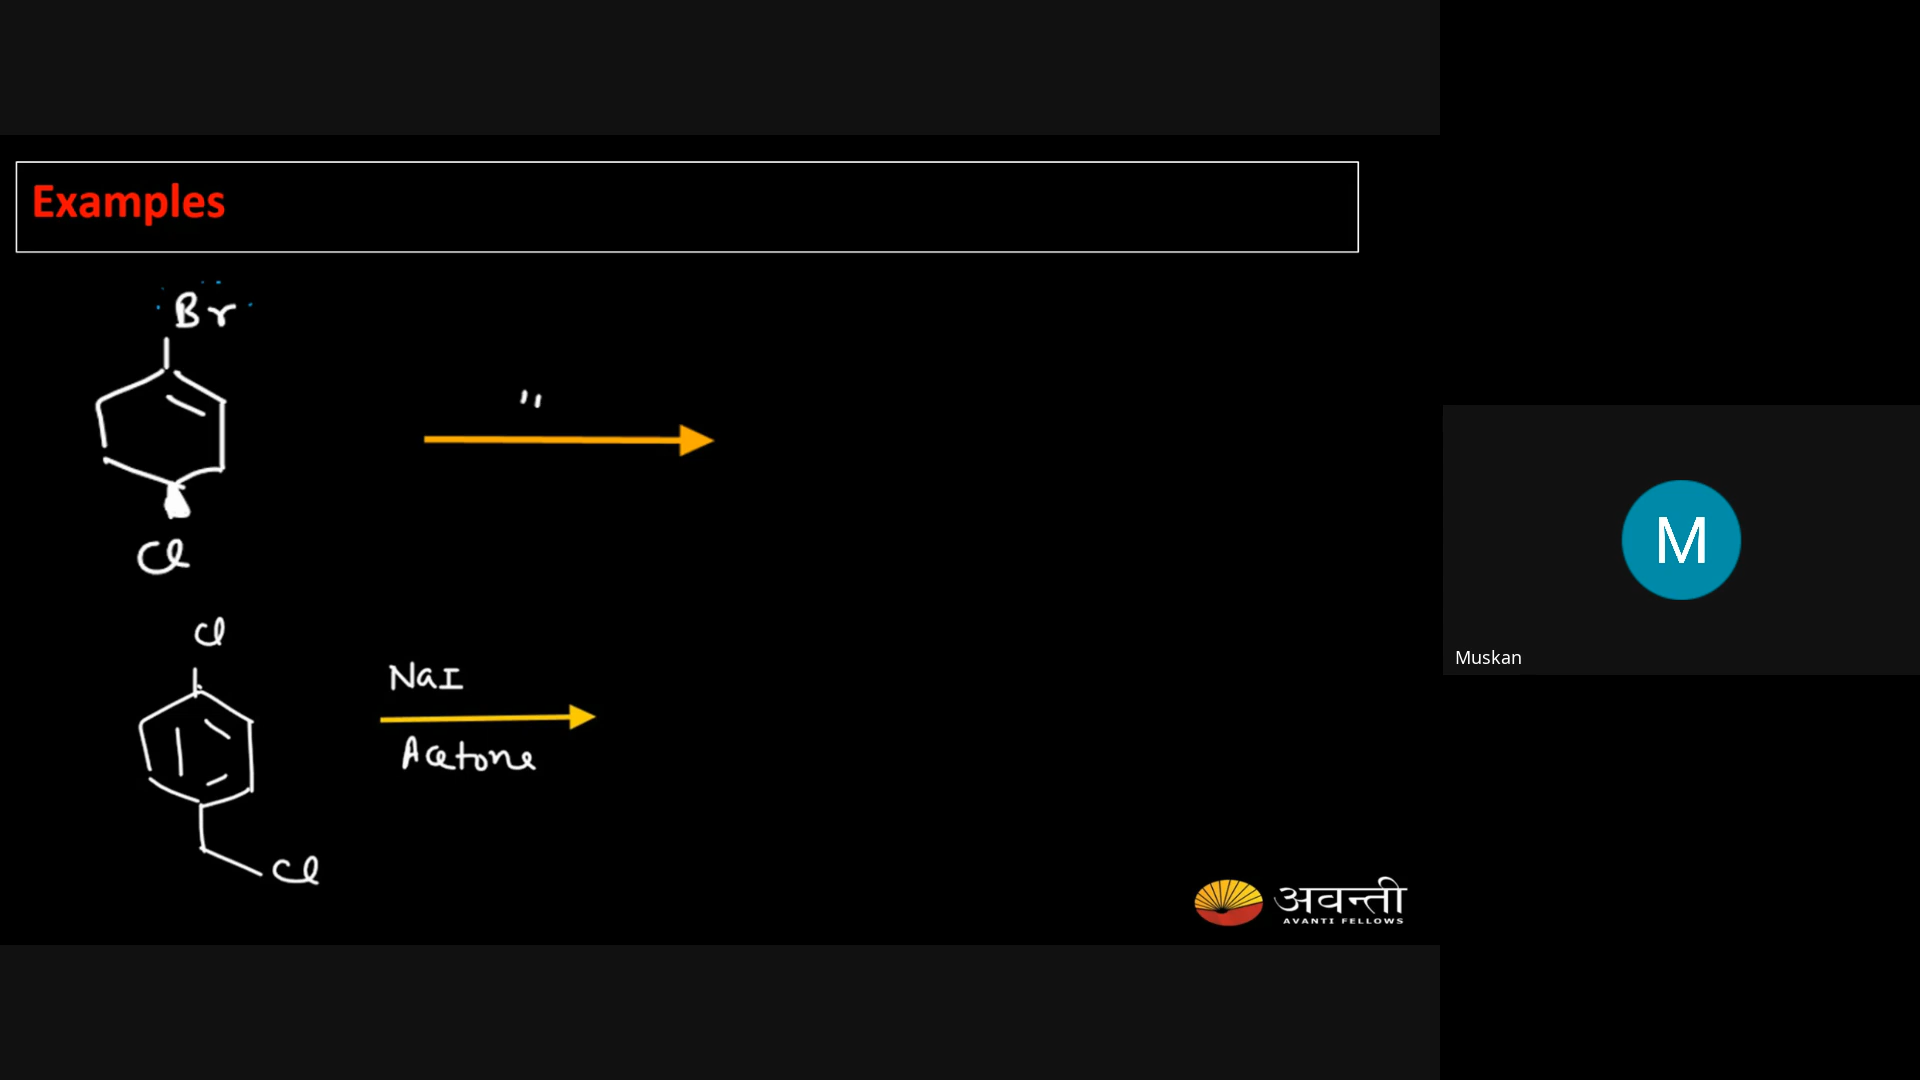 Examples
Br
"
Cl
Cl
NaI
Acetone
Cl
M
Muskan
अवन्ती
AVANTI FELLOWS